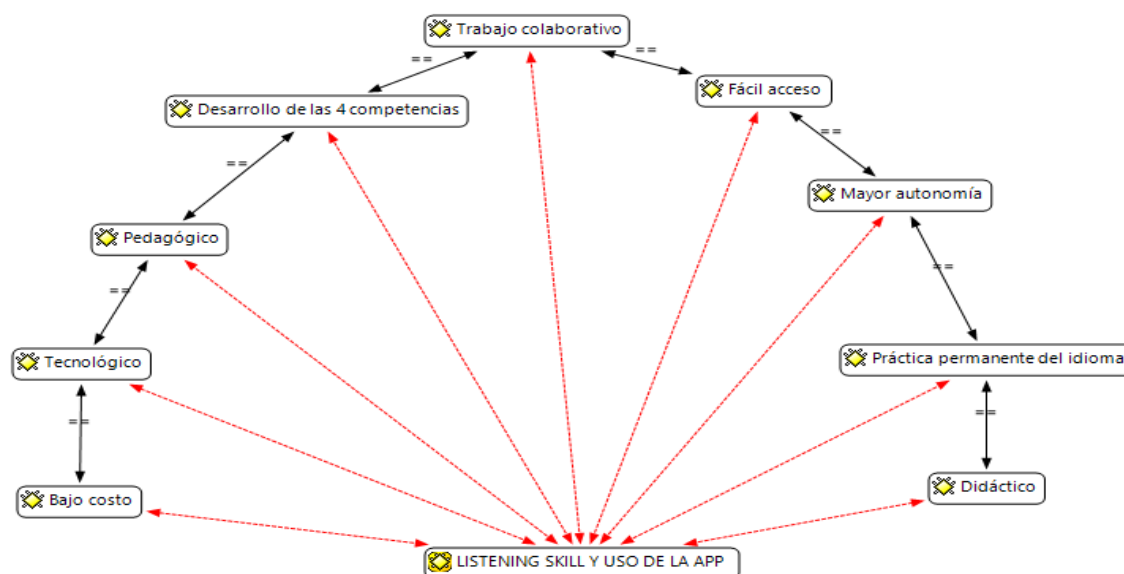 Trabajo colaborativo
==
==
Fácil acceso
Desarrollo de las 4 competencias
==
==
Mayor autonomía
Pedagógico
==
==
Tecnológico
Práctica permanente del idioma
==
==
Bajo costo
Didáctico
LISTENING SKILL Y USO DE LA APP